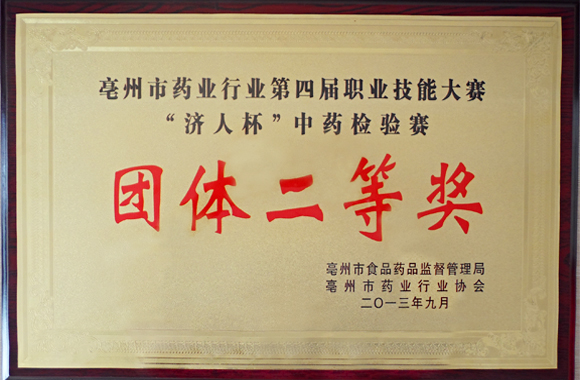 亳州市药业行业第四届职业技能大赛
“济人杯”中药检验赛
团体二等奖
亳州市食品药品监督管理局
亳州市药业行业协会
二〇一三年九月